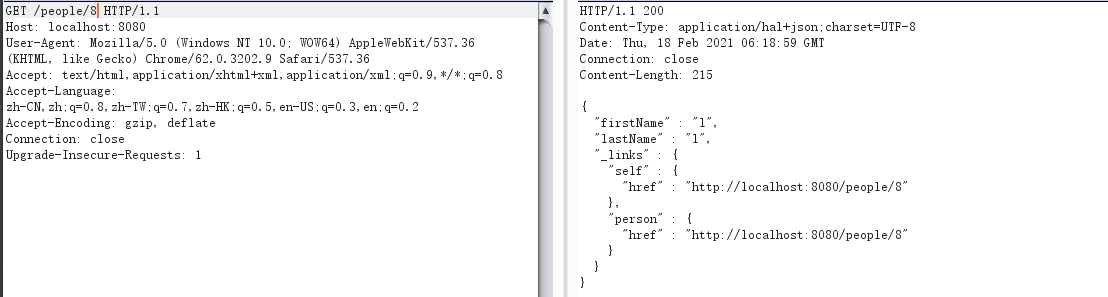 GET /people/8 HTTP/1.1
Host: localhost:8080
User-Agent: Mozilla/5.0 (Windows NT 10.0; WOW64) AppleWebKit/537.36
(KHTML, like Gecko) Chrome/62.0.3202.9 Safari/537.36
Accept: text/html,application/xhtml+xml,application/xml;q=0.9,*/*;q=0.8
Accept-Language:
zh-CN,zh;q=0.8,zh-TW;q=0.7,zh-HK;q=0.5,en-US;q=0.3,en;q=0.2
Accept-Encoding: gzip, deflate
Connection: close
Upgrade-Insecure-Requests: 1
HTTP/1.1 200
Content-Type: application/hal+json;charset=UTF-8
Date: Thu, 18 Feb 2021 06:18:59 GMT
Connection: close
Content-Length: 215
{
"firstName" : "l",
"lastName" : "l",
"_links" : {
"self" : {
"href" : "http://localhost:8080/people/8"
},
"person" : {
"href" : "http://localhost:8080/people/8"
}
}
}